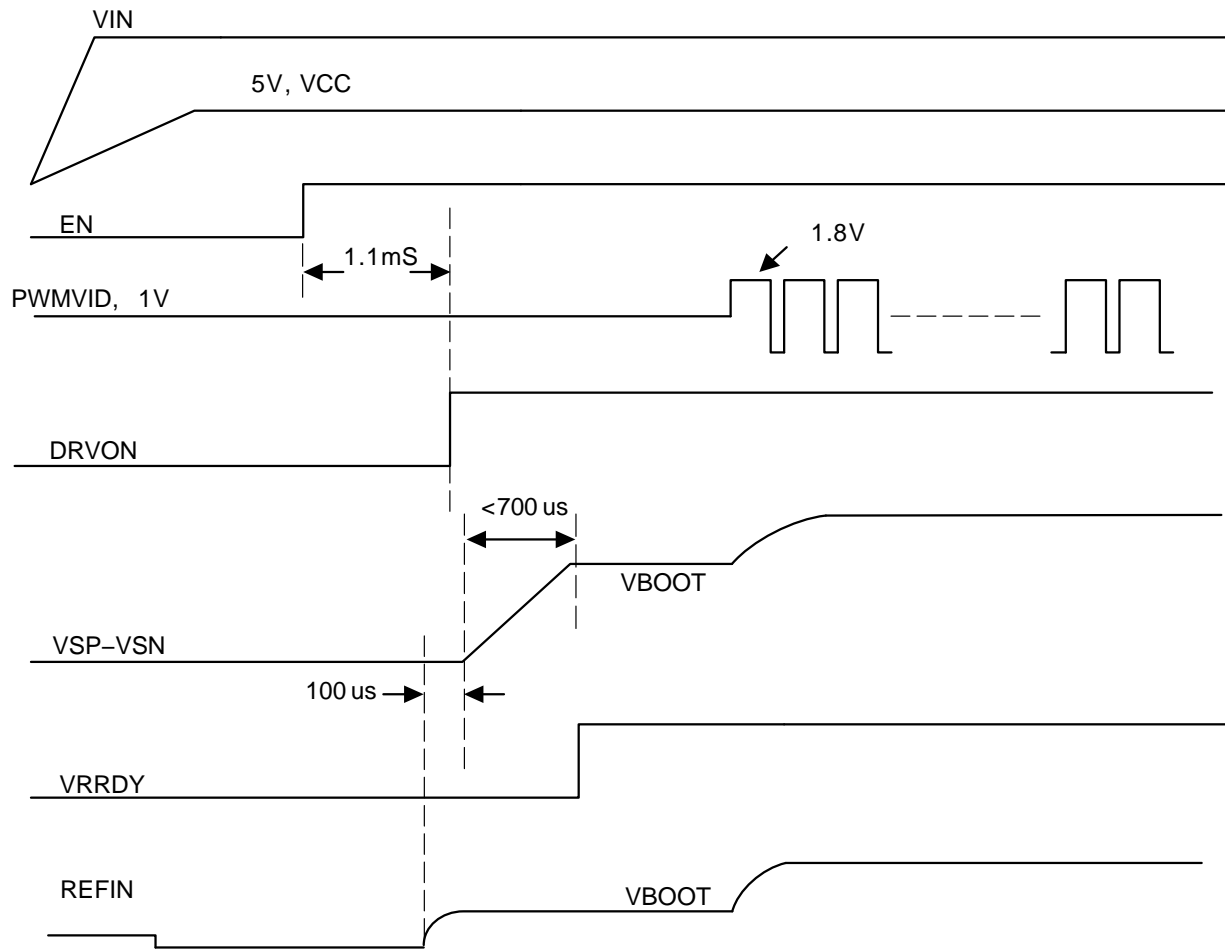 VIN
5V, VCC
EN
1.8V
1.1mS
PWMVID, 1V
DRVON
<700 us
VBOOT
VSP–VSN
100 us
VRRDY
REFIN
VBOOT